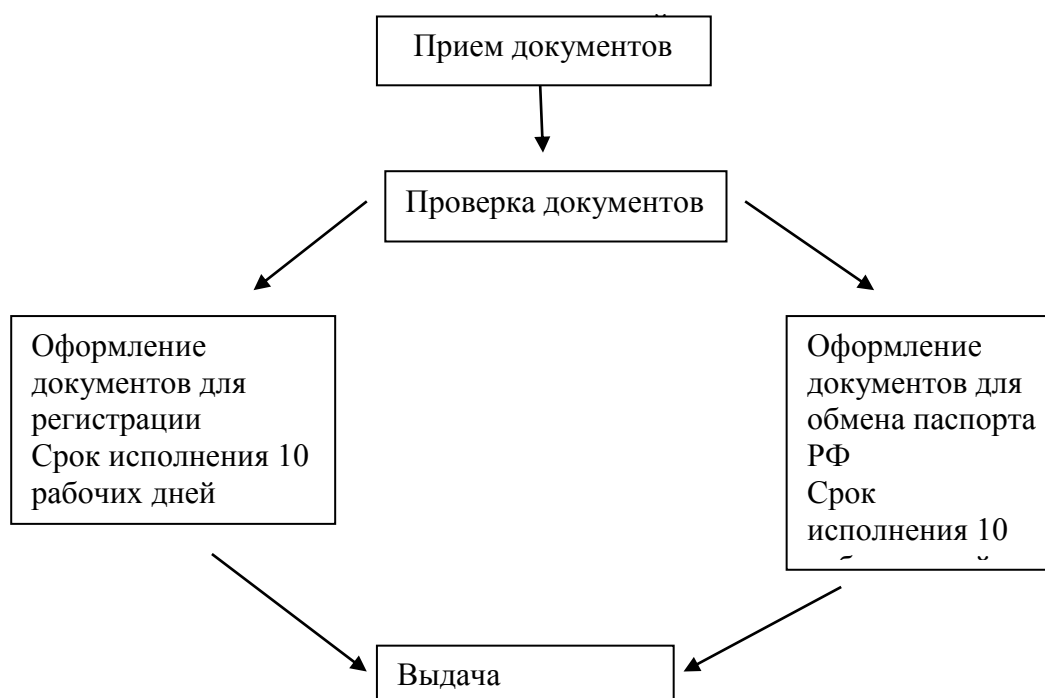 Прием документов
Проверка документов
Оформление
документов для
регистрации
Срок исполнения 10
рабочих дней
Оформление
документов для
обмена паспорта
РФ
Срок
исполнения 10
Выдача